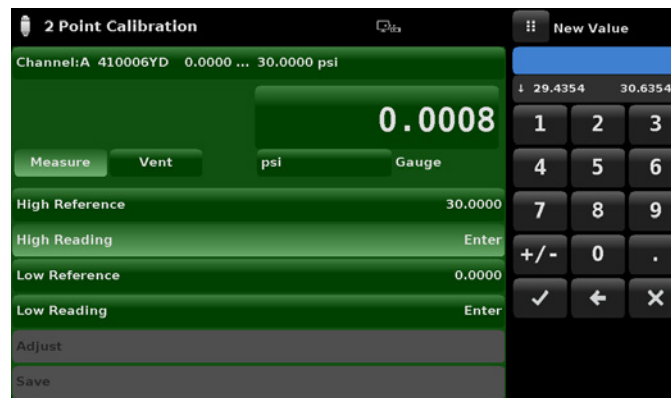 2 Point Calibration
New Value
Channel:A 410006YD 0.0000 ... 30.0000 psi
↓ 29.4354 30.6354
0.0008
Measure Vent psi Gauge
High Reference 30.0000
High Reading Enter
Low Reference 0.0000
Low Reading Enter
Adjust
Save
1 2 3
4 5 6
7 8 9
+/- 0 .